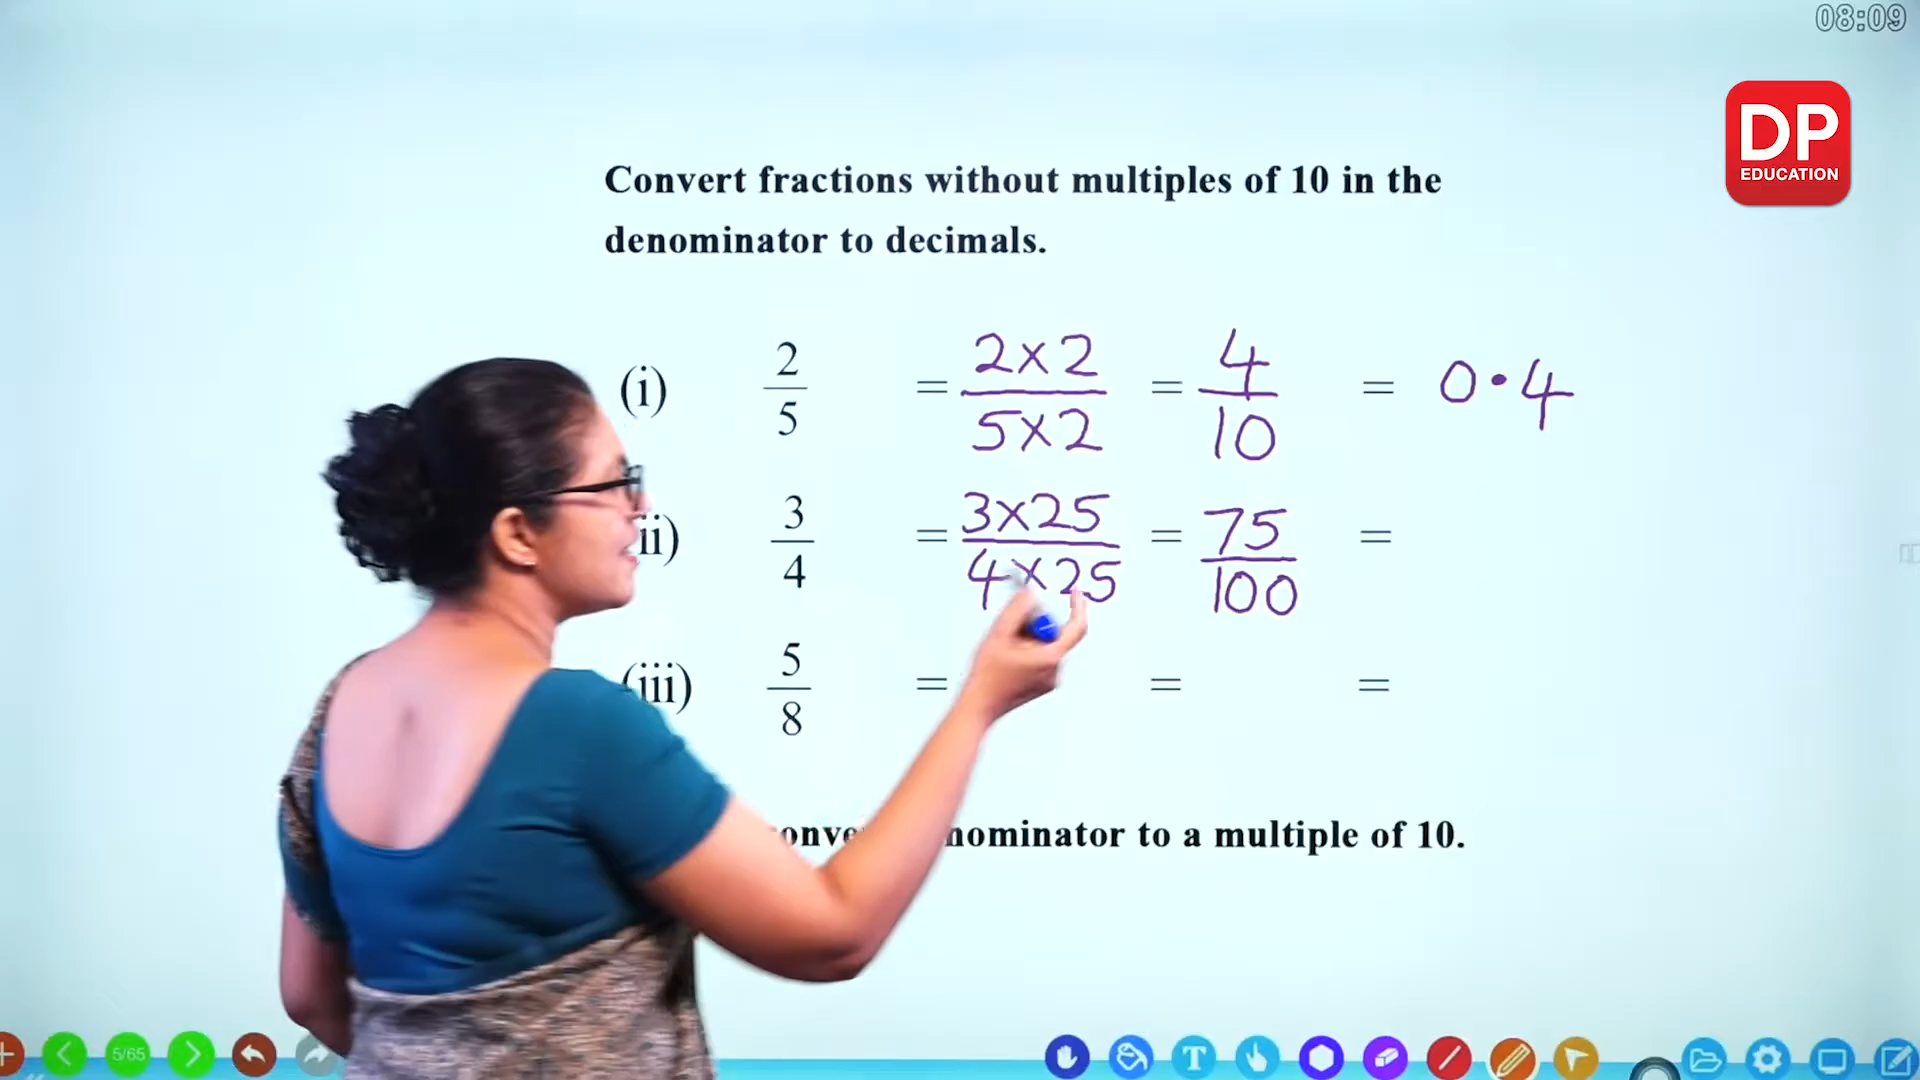 08:09
DP
EDUCATION
Convert fractions without multiples of 10 in the
denominator to decimals.
(i) 2/5 = 2×2/5×2 = 4/10 = 0·4
ii) 3/4 = 3×25/4×25 = 75/100 =
(iii) 5/8 = = =
to a multiple of 10.
5/65
T